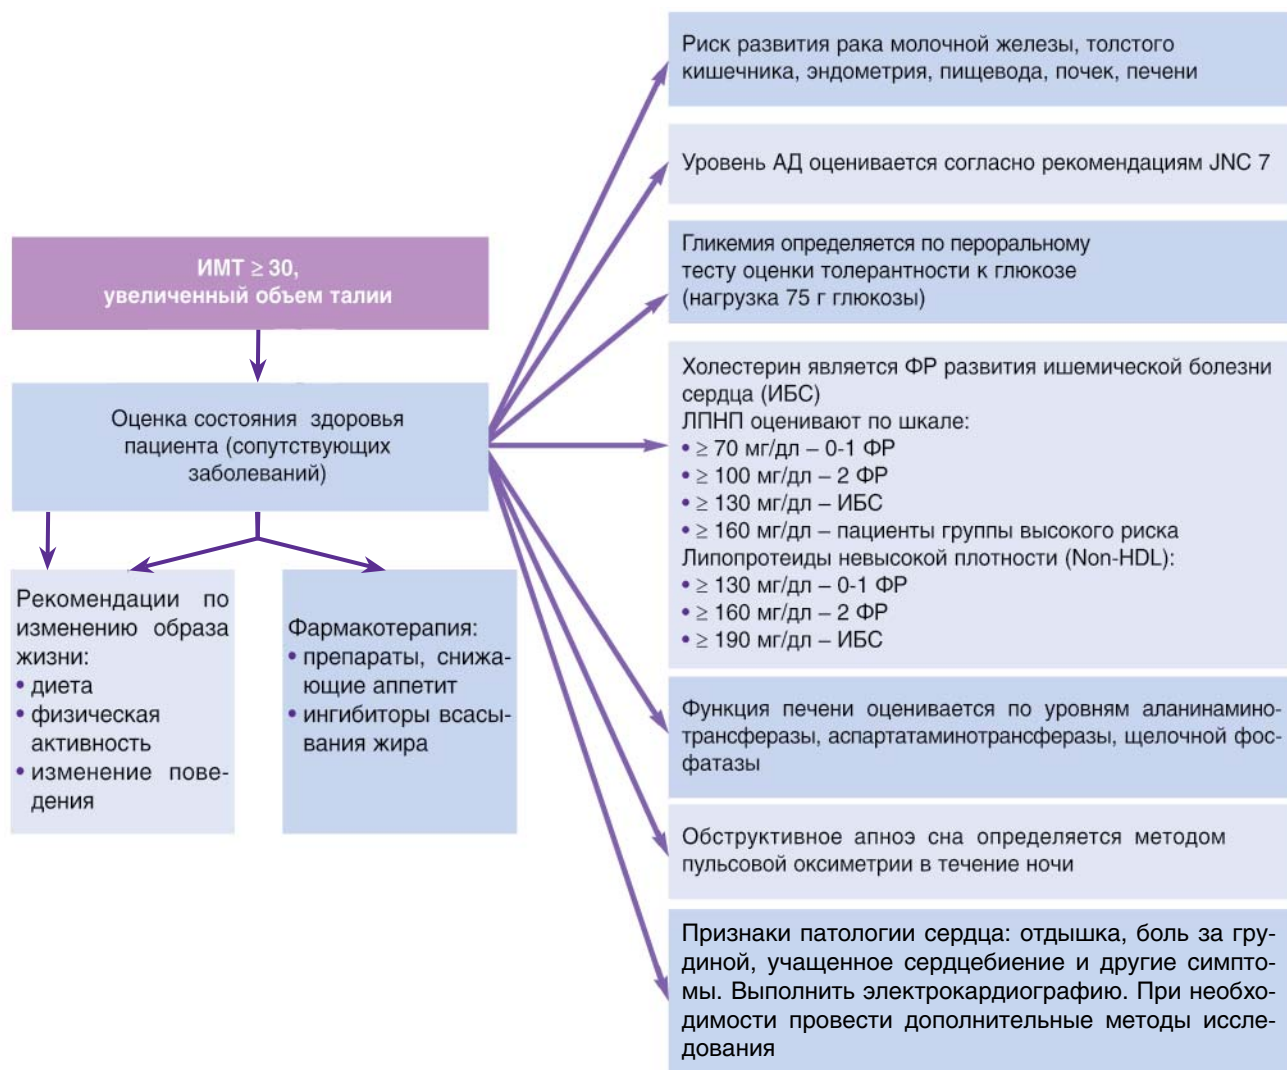 ИМТ ≥ 30,
увеличенный объем талии
Оценка состояния здоровья
пациента (сопутствующих
заболеваний)
Рекомендации по
изменению образа
жизни:
• диета
• физическая
активность
• изменение пове-
дения
Фармакотерапия:
• препараты, снижа-
ющие аппетит
• ингибиторы всасы-
вания жира
Риск развития рака молочной железы, толстого
кишечника, эндометрия, пищевода, почек, печени
Уровень АД оценивается согласно рекомендациям JNC 7
Гликемия определяется по пероральному
тесту оценки толерантности к глюкозе
(нагрузка 75 г глюкозы)
Холестерин является ФР развития ишемической болезни
сердца (ИБС)
ЛПНП оценивают по шкале:
• ≥ 70 мг/дл – 0-1 ФР
• ≥ 100 мг/дл – 2 ФР
• ≥ 130 мг/дл – ИБС
• ≥ 160 мг/дл – пациенты группы высокого риска
Липопротеиды невысокой плотности (Non-HDL):
• ≥ 130 мг/дл – 0-1 ФР
• ≥ 160 мг/дл – 2 ФР
• ≥ 190 мг/дл – ИБС
Функция печени оценивается по уровням аланинамино-
трансферазы, аспартатаминотрансферазы, щелочной фос-
фатазы
Обструктивное апноэ сна определяется методом
пульсовой оксиметрии в течение ночи
Признаки патологии сердца: отдышка, боль за гру-
диной, учащенное сердцебиение и другие симпто-
мы. Выполнить электрокардиографию. При необхо-
димости провести дополнительные методы иссле-
дования